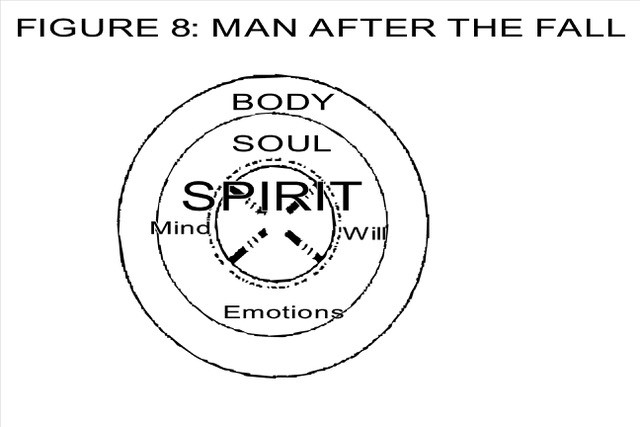 FIGURE 8: MAN AFTER THE FALL
BODY
SOUL
SPIRIT
Mind
Will
Emotions